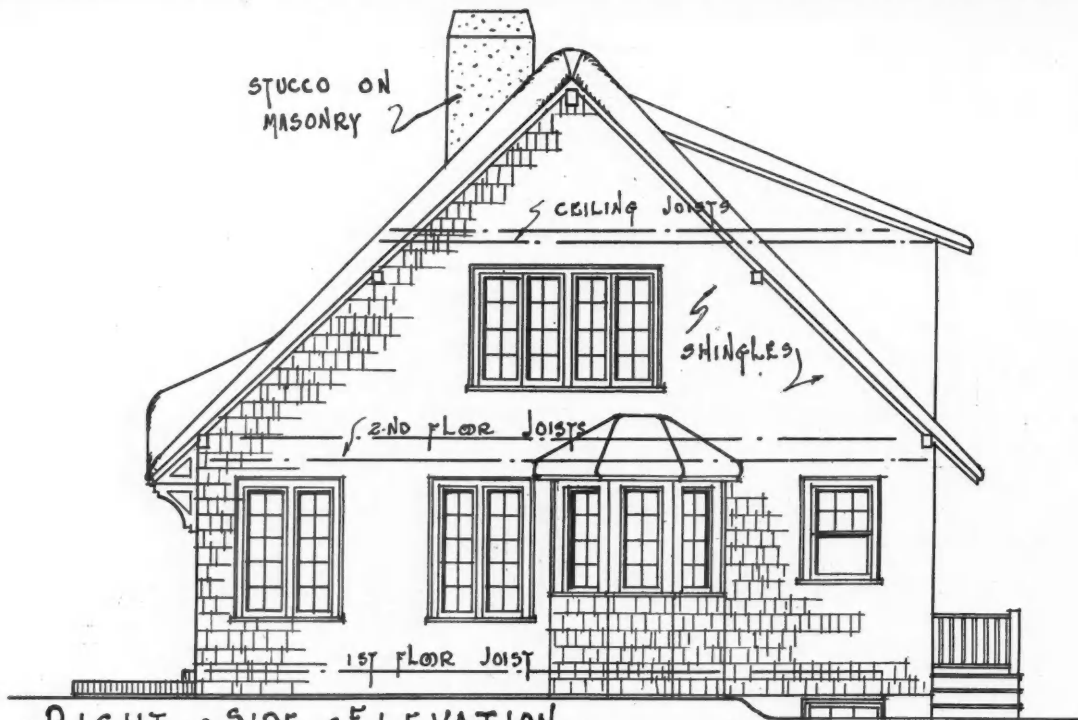 STUCCO ON
MASONRY
CEILING JOISTS
SHINGLES
2·ND FLOOR JOISTS
1ST FLOOR JOIST
RIGHT · SIDE · ELEVATION